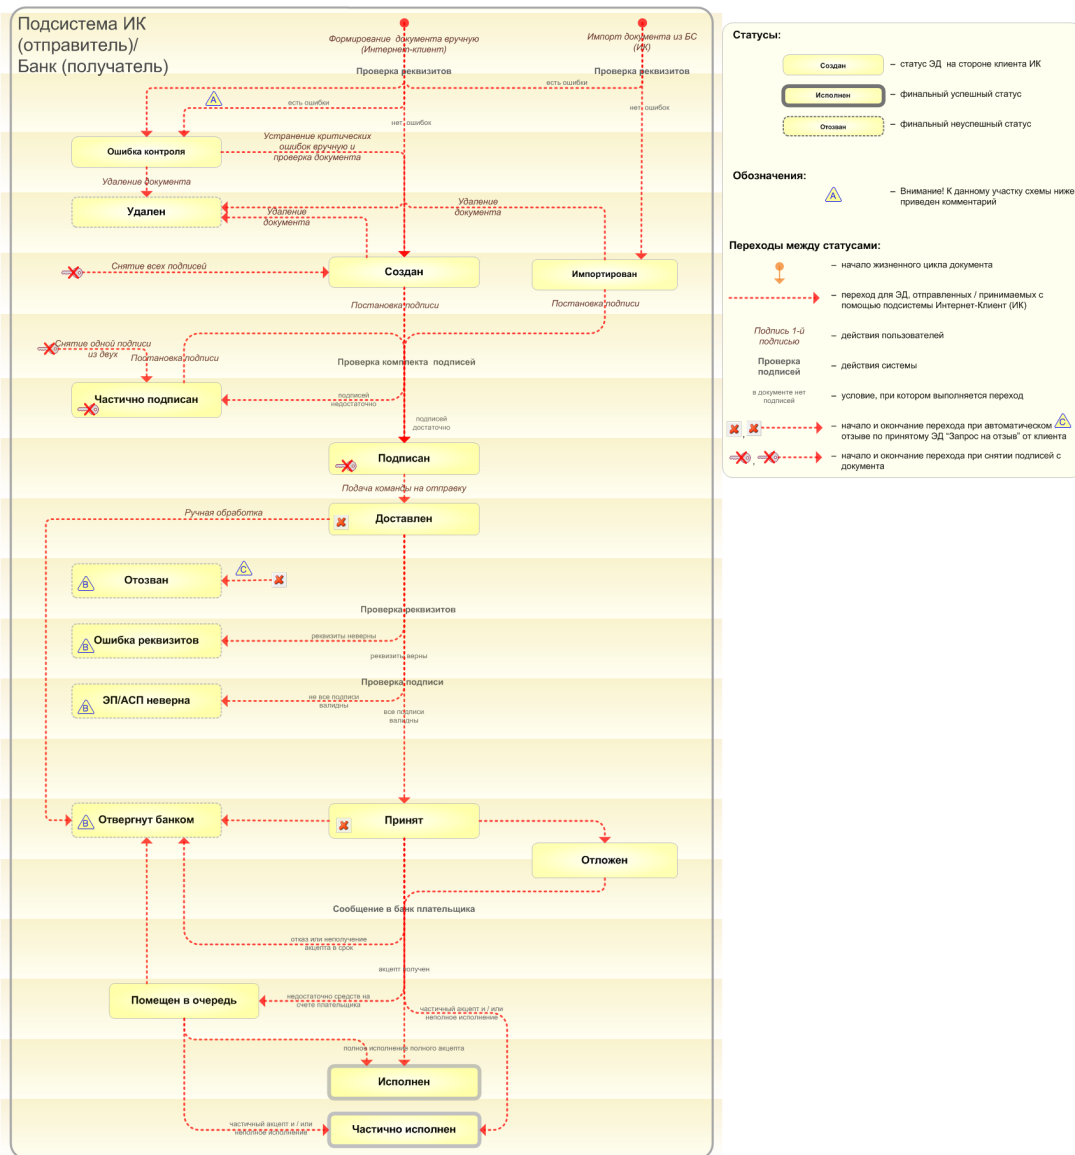 Подсистема ИК
(отправитель)/
Банк (получатель)
Формирование документа вручную
(Интернет-клиент)
Импорт документа из БС
(ИК)
Проверка реквизитов
Проверка реквизитов
есть ошибки
A
есть ошибки
нет ошибок
нет ошибок
Ошибка контроля
Устранение критических
ошибок вручную и
проверка документа
Удаление документа
Удален
Удаление
документа
Удаление
документа
Снятие всех подписей
Создан
Импортирован
Постановка подписи
Постановка подписи
Снятие одной подписи
из двух
Постановка подписи
Проверка комплекта подписей
Частично подписан
подписей
недостаточно
подписей
достаточно
Подписан
Подача команды на отправку
Ручная обработка
Доставлен
C
B
Отозван
Проверка реквизитов
B
Ошибка реквизитов
реквизиты неверны
реквизиты верны
Проверка подписи
B
ЭП/АСП неверна
не все подписи
валидны
все подписи
валидны
B
Отвергнут банком
Принят
Отложен
Сообщение в банк плательщика
отказ или неполучение
акцепта в срок
акцепт получен
Помещен в очередь
недостаточно средств на
счете плательщика
частичный акцепт и / или
неполное исполнение
полное исполнение полного акцепта
Исполнен
частичный акцепт и / или
неполное исполнение
Частично исполнен
Статусы:
Создан
– статус ЭД на стороне клиента ИК
Исполнен
– финальный успешный статус
Отозван
– финальный неуспешный статус
Обозначения:
A
– Внимание! К данному участку схемы ниже
приведен комментарий
Переходы между статусами:
– начало жизненного цикла документа
– переход для ЭД, отправленных / принимаемых с
помощью подсистемы Интернет-Клиент (ИК)
Подпись 1-й
подписью
– действия пользователей
Проверка
подписей
– действия системы
в документе нет
подписей
– условие, при котором выполняется переход
,
– начало и окончание перехода при автоматическом C
отзыве по принятому ЭД "Запрос на отзыв" от клиента
,
– начало и окончание перехода при снятии подписей с
документа